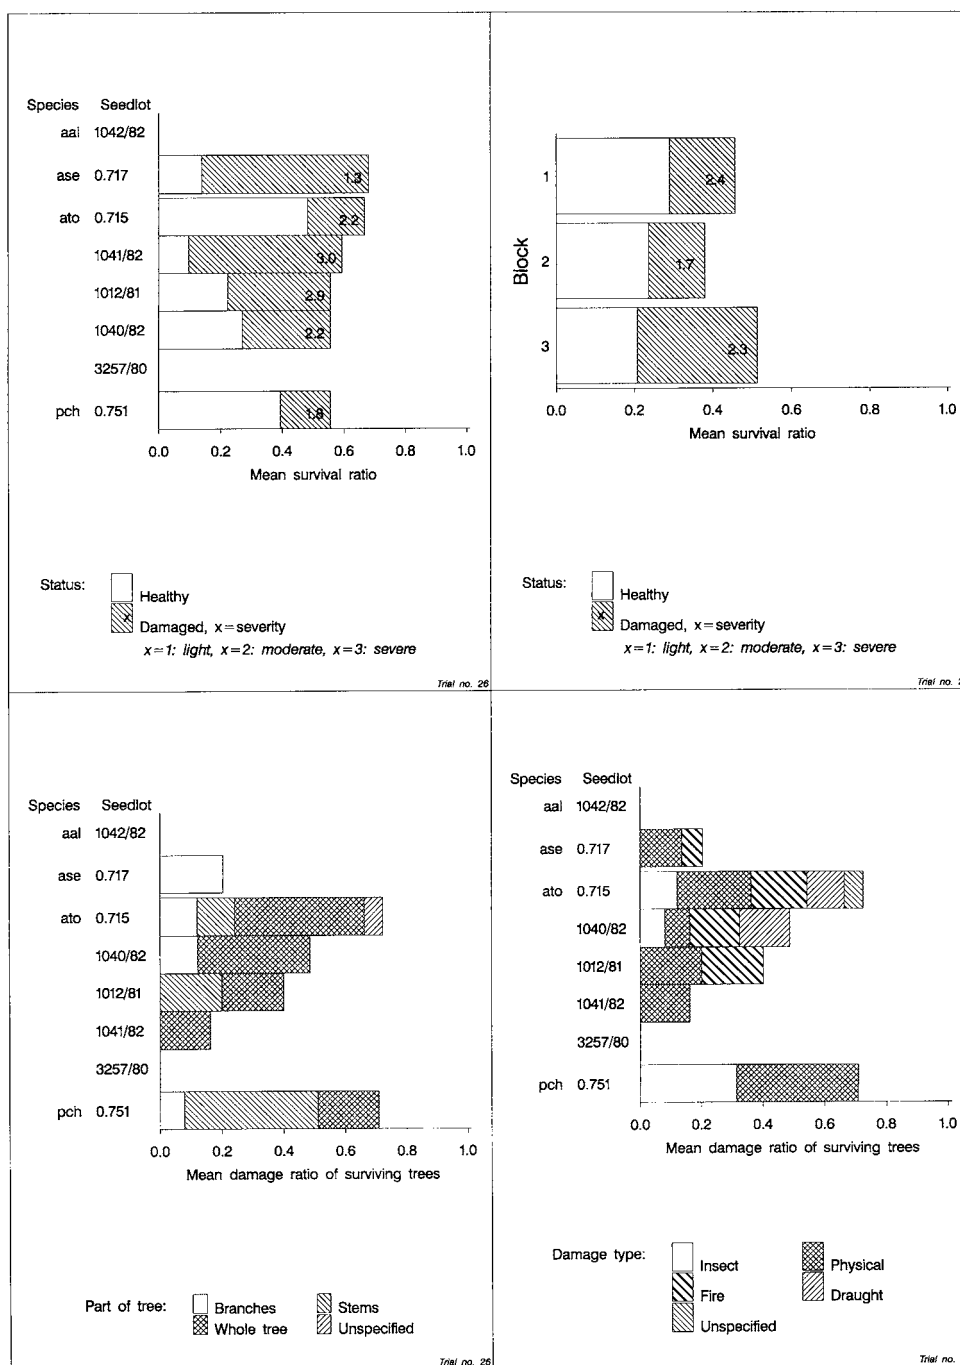 Species Seedlot
aal 1042/82
ase 0.717 1.3
ato 0.715 2.2
1041/82 3.0
1012/81 2.9
1040/82 2.2
3257/80
pch 0.751 1.8
0.0 0.2 0.4 0.6 0.8 1.0
Mean survival ratio
Status:
Healthy
x
Damaged, x=severity
x=1: light, x=2: moderate, x=3: severe
Trial no. 26
Block
1 2.4
2 1.7
3 2.3
0.0 0.2 0.4 0.6 0.8 1.0
Mean survival ratio
Status:
Healthy
x
Damaged, x=severity
x=1: light, x=2: moderate, x=3: severe
Trial no.
Species Seedlot
aal 1042/82
ase 0.717
ato 0.715
1040/82
1012/81
1041/82
3257/80
pch 0.751
0.0 0.2 0.4 0.6 0.8 1.0
Mean damage ratio of surviving trees
Part of tree:
Branches Stems
Whole tree Unspecified
Trial no. 26
Species Seedlot
aal 1042/82
ase 0.717
ato 0.715
1040/82
1012/81
1041/82
3257/80
pch 0.751
0.0 0.2 0.4 0.6 0.8 1.0
Mean damage ratio of surviving trees
Damage type:
Insect Physical
Fire Draught
Unspecified
Trial no.